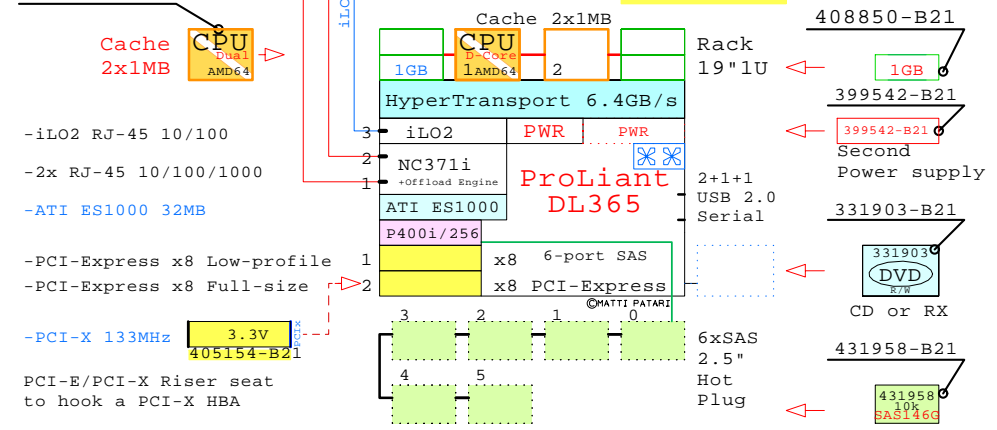 Cache 2x1MB
408850-B21
iLO
CPU
Dual
AMD64
Cache
2x1MB
1GB
CPU
D-Core
1AMD64
2
Rack
19"1U
1GB
HyperTransport 6.4GB/s
399542-B21
-iLO2 RJ-45 10/100
3
iLO2
PWR
PWR
399542-B21
Second
Power supply
-2x RJ-45 10/100/1000
2
NC371i
1
+Offload Engine
ProLiant
DL365
2+1+1
USB 2.0
Serial
-ATI ES1000 32MB
ATI ES1000
331903-B21
P400i/256
331903
DVD
R/W
CD or RX
-PCI-Express x8 Low-profile
1
x8
6-port SAS
-PCI-Express x8 Full-size
2
x8 PCI-Express
©MATTI PATARI
-PCI-X 133MHz
3.3V
PCIx
405154-B21
3
2
1
0
6xSAS
2.5"
Hot
Plug
431958-B21
PCI-E/PCI-X Riser seat
to hook a PCI-X HBA
4
5
431958
10k
SAS146G